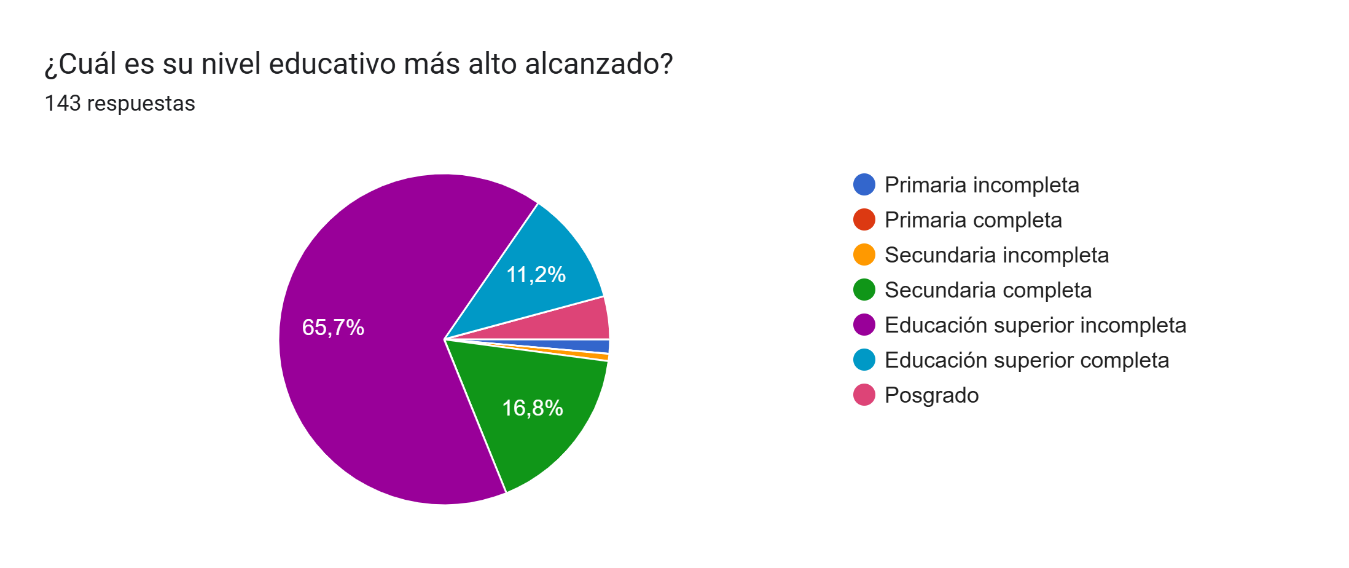 ¿Cuál es su nivel educativo más alto alcanzado?
143 respuestas
65,7%
11,2%
16,8%
Primaria incompleta
Primaria completa
Secundaria incompleta
Secundaria completa
Educación superior incompleta
Educación superior completa
Posgrado